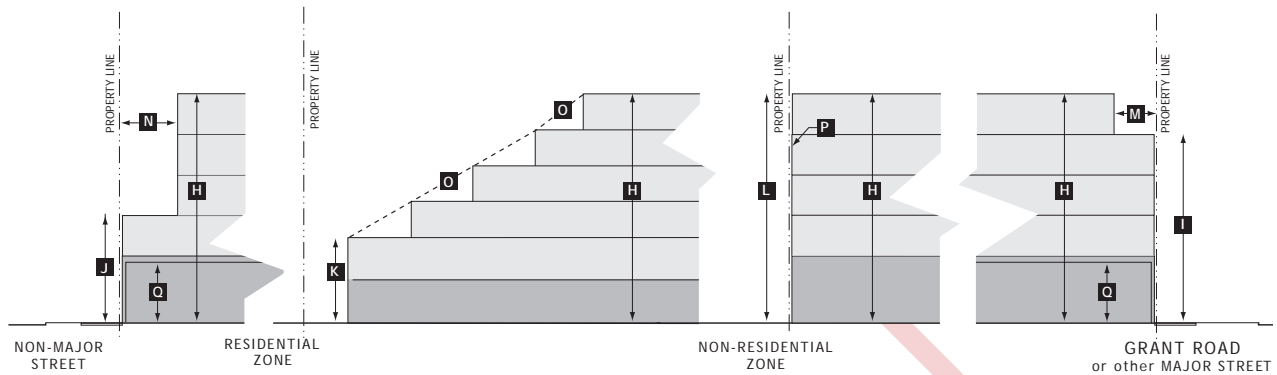 PROPERTY LINE
PROPERTY LINE
PROPERTY LINE
PROPERTY LINE
N
H
J
Q
O
O
H
K
P
L
H
H
M
I
Q
NON-MAJOR
STREET
RESIDENTIAL
ZONE
NON-RESIDENTIAL
ZONE
GRANT ROAD
or other MAJOR STREET